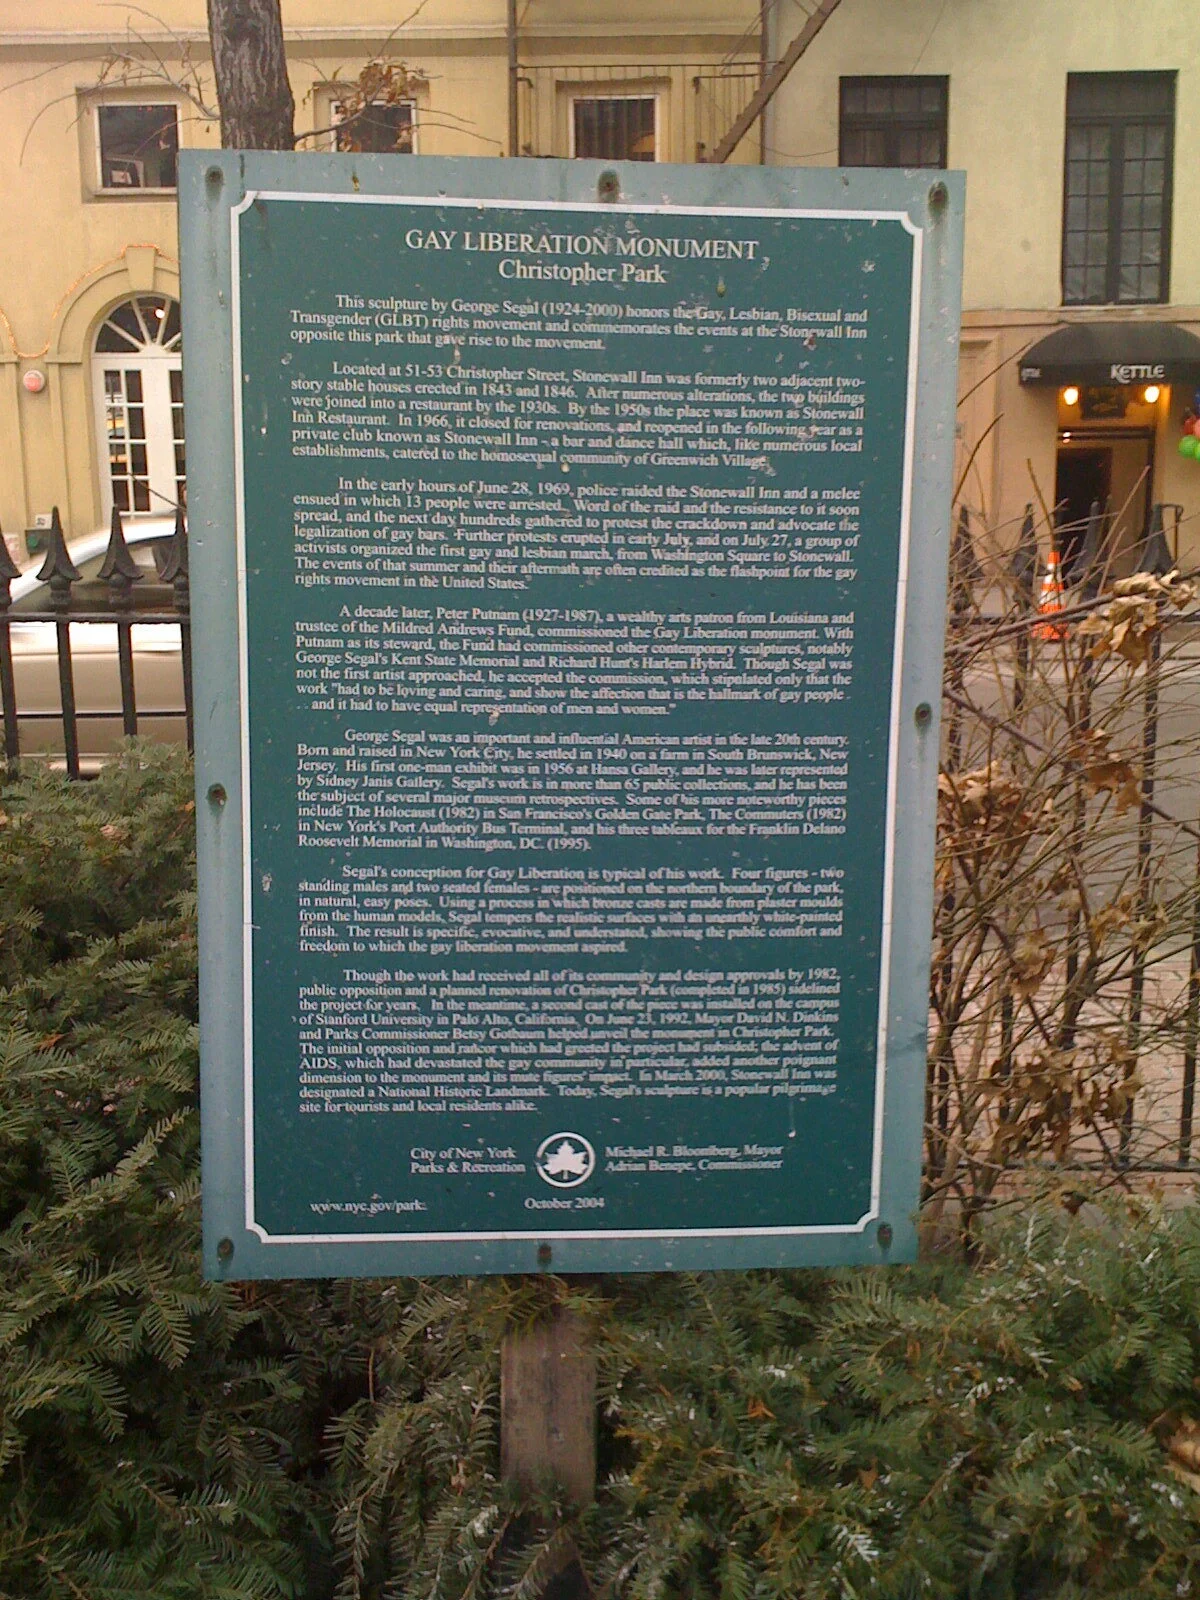 GAY LIBERATION MONUMENT
Christopher Park
This sculpture by George Segal (1924-2000) honors the Gay, Lesbian, Bisexual and
Transgender (GLBT) rights movement and commemorates the events at the Stonewall Inn
opposite this park that gave rise to the movement.
Located at 51-53 Christopher Street, Stonewall Inn was formerly two adjacent two-
story stable houses erected in 1843 and 1846. After numerous alterations, the two buildings
were joined into a restaurant by the 1930s. By the 1950s the place was known as Stonewall
Inn Restaurant. In 1966, it closed for renovations, and reopened in the following year as a
private club known as Stonewall Inn - a bar and dance hall which, like numerous local
establishments, catered to the homosexual community of Greenwich Village.
In the early hours of June 28, 1969, police raided the Stonewall Inn and a melee
ensued in which 13 people were arrested. Word of the raid and the resistance to it soon
spread, and the next day hundreds gathered to protest the crackdown and advocate the
legalization of gay bars. Further protests erupted in early July, and on July 27, a group of
activists organized the first gay and lesbian march, from Washington Square to Stonewall.
The events of that summer and their aftermath are often credited as the flashpoint for the gay
rights movement in the United States.
A decade later, Peter Putnam (1927-1987), a wealthy arts patron from Louisiana and
trustee of the Mildred Andrews Fund, commissioned the Gay Liberation monument. With
Putnam as its steward, the Fund had commissioned other contemporary sculptures, notably
George Segal's Kent State Memorial and Richard Hunt's Harlem Hybrid. Though Segal was
not the first artist approached, he accepted the commission, which stipulated only that the
work "had to be loving and caring, and show the affection that is the hallmark of gay people .
. . and it had to have equal representation of men and women."
George Segal was an important and influential American artist in the late 20th century.
Born and raised in New York City, he settled in 1940 on a farm in South Brunswick, New
Jersey. His first one-man exhibit was in 1956 at Hansa Gallery, and he was later represented
by Sidney Janis Gallery. Segal's work is in more than 65 public collections, and he has been
the subject of several major museum retrospectives. Some of his more noteworthy pieces
include The Holocaust (1982) in San Francisco's Golden Gate Park, The Commuters (1982)
in New York's Port Authority Bus Terminal, and his three tableaux for the Franklin Delano
Roosevelt Memorial in Washington, DC. (1995).
Segal's conception for Gay Liberation is typical of his work. Four figures - two
standing males and two seated females - are positioned on the northern boundary of the park,
in natural, easy poses. Using a process in which bronze casts are made from plaster moulds
from the human models, Segal tempers the realistic surfaces with an unearthly white-painted
finish. The result is specific, evocative, and understated, showing the public comfort and
freedom to which the gay liberation movement aspired.
Though the work had received all of its community and design approvals by 1982,
public opposition and a planned renovation of Christopher Park (completed in 1985) sidelined
the project for years. In the meantime, a second cast of the piece was installed on the campus
of Stanford University in Palo Alto, California. On June 23, 1992, Mayor David N. Dinkins
and Parks Commissioner Betsy Gotbaum helped unveil the monument in Christopher Park.
The initial opposition and rancor which had greeted the project had subsided; the advent of
AIDS, which had devastated the gay community in particular, added another poignant
dimension to the monument and its mute figures' impact. In March 2000, Stonewall Inn was
designated a National Historic Landmark. Today, Segal's sculpture is a popular pilgrimage
site for tourists and local residents alike.
City of New York
Parks & Recreation
Michael R. Bloomberg, Mayor
Adrian Benepe, Commissioner
www.nyc.gov/parks
October 2004
KETTLE